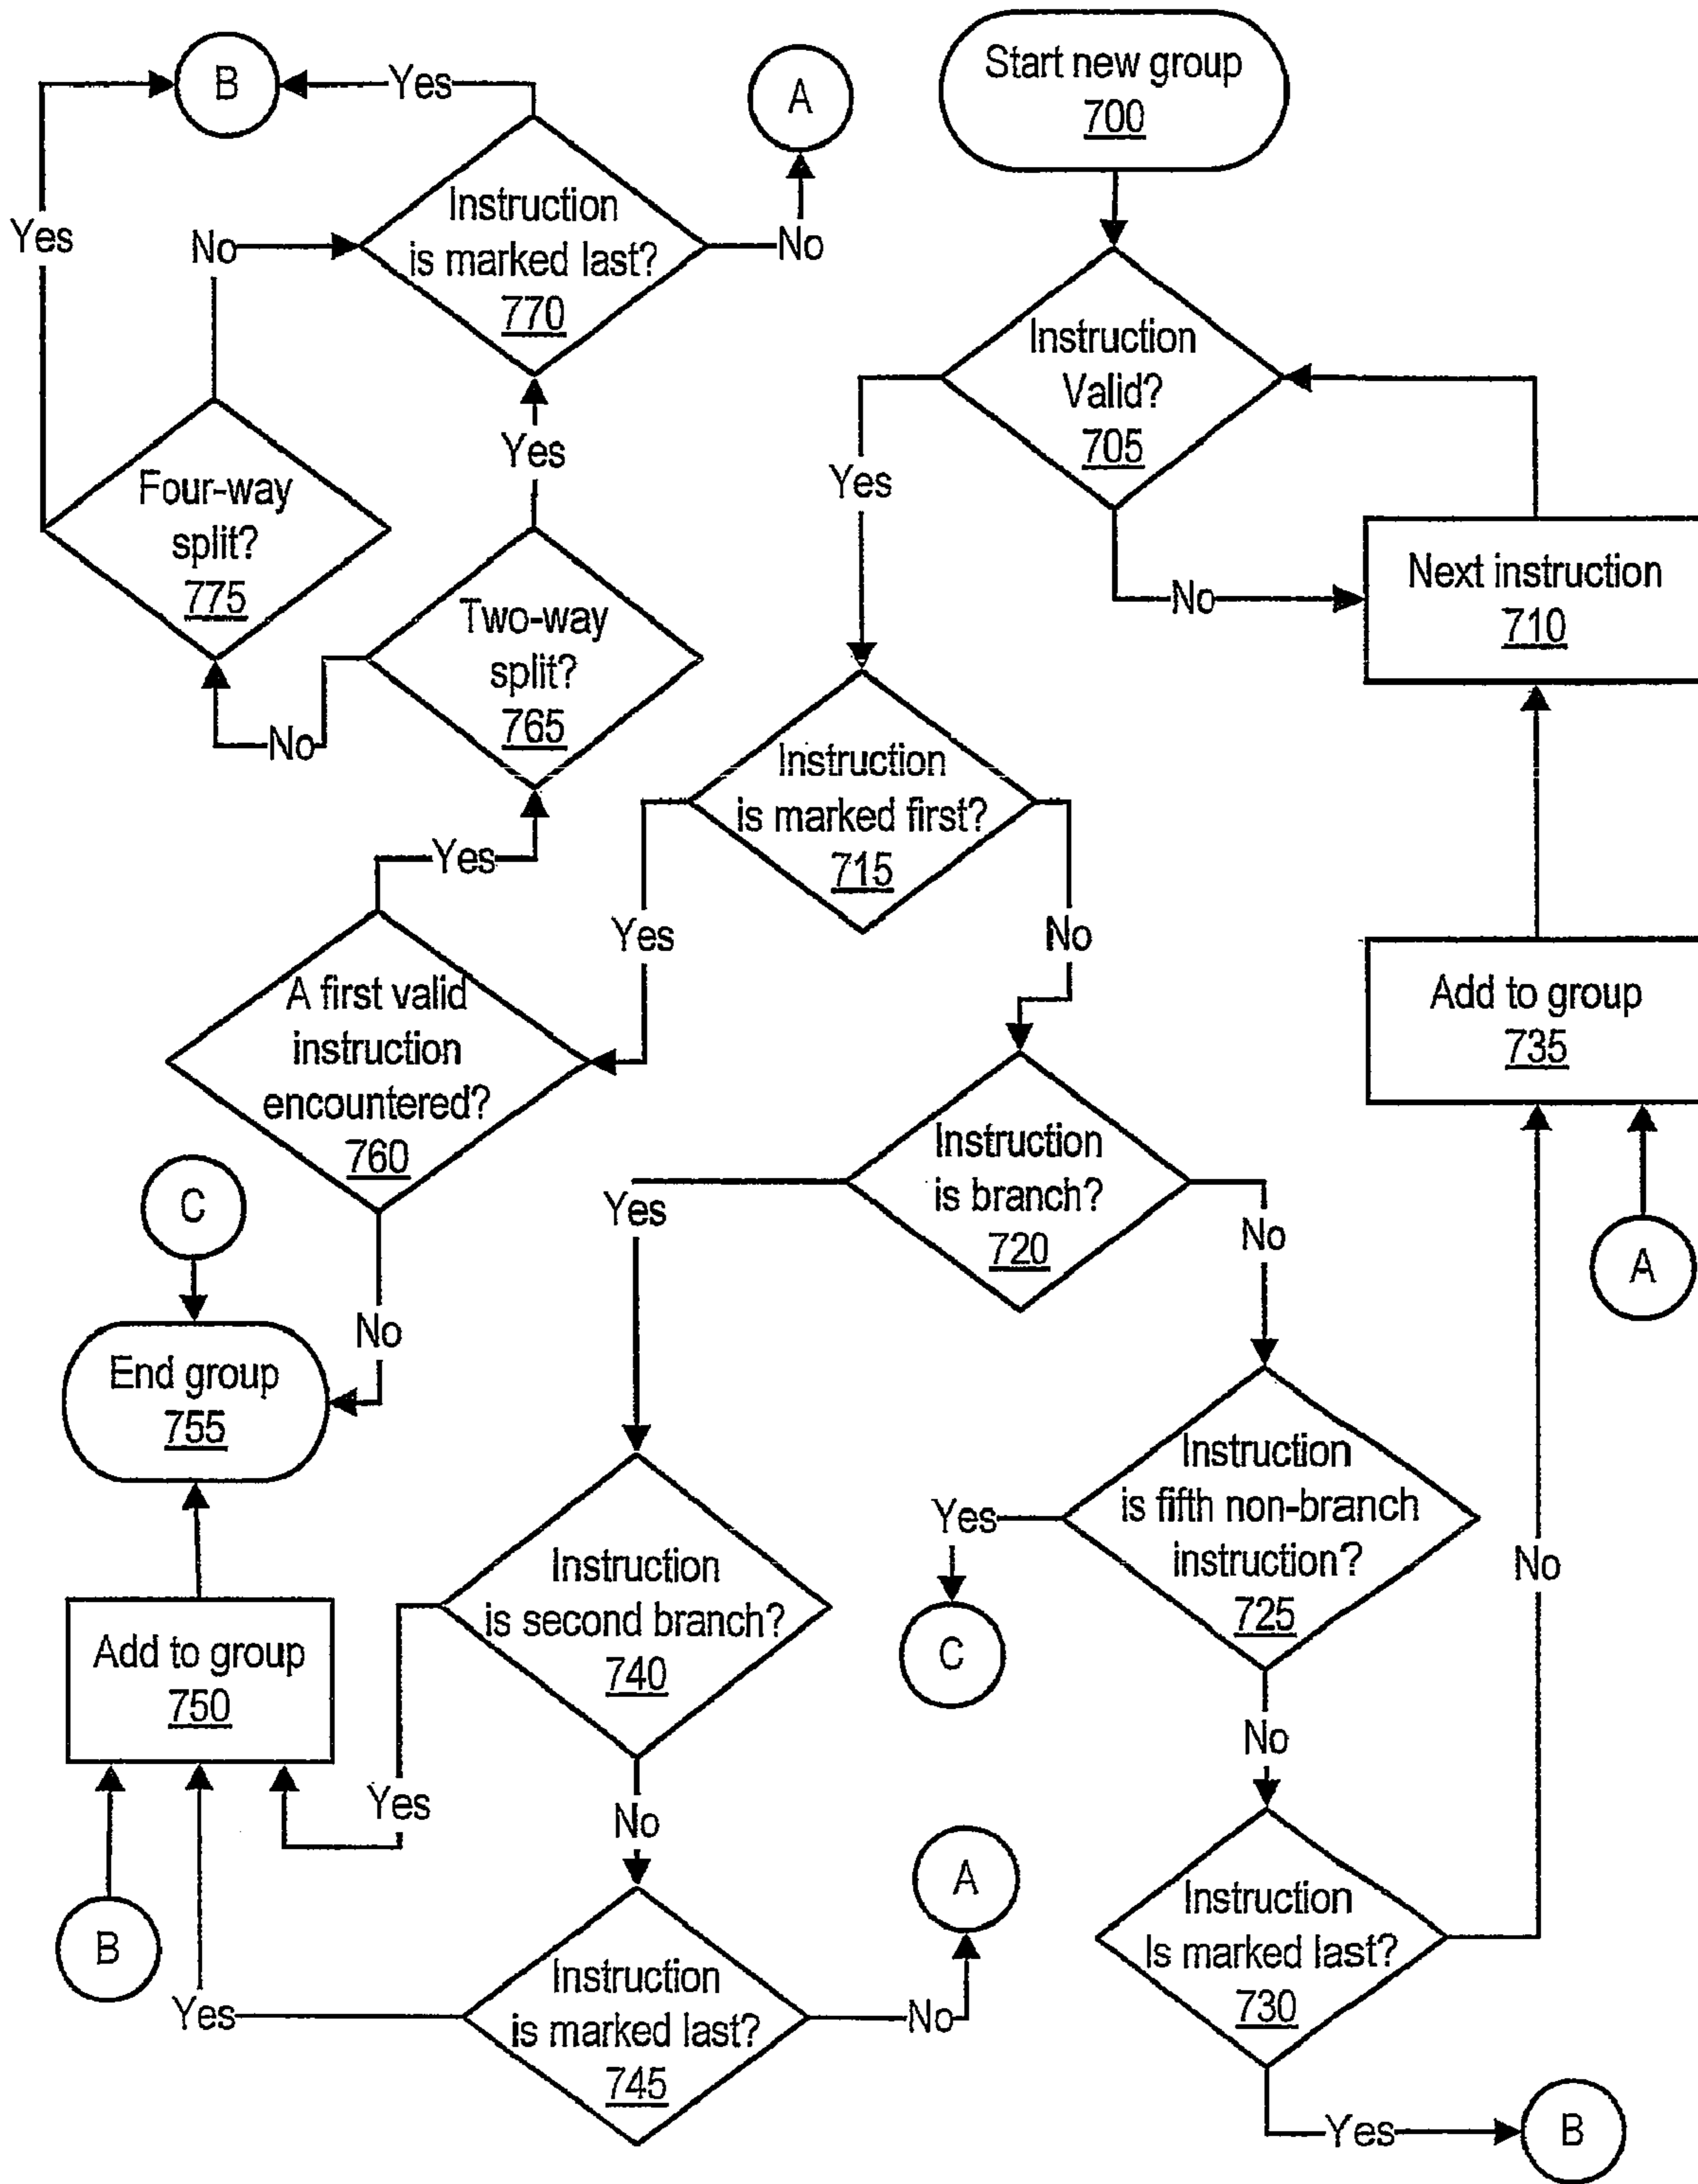 B
Yes
A
Start new group
700
Yes
No
Instruction
is marked last?
770
No
Instruction
Valid?
705
Yes
Yes
Four-way
split?
775
No
Next instruction
710
Two-way
split?
765
No
Instruction
is marked first?
715
Yes
Yes
No
A first valid
instruction
encountered?
760
Add to group
735
Instruction
is branch?
720
C
Yes
No
A
No
End group
755
Instruction
is fifth non-branch
instruction?
725
Yes
No
Instruction
is second branch?
740
Add to group
750
C
No
Yes
No
A
Instruction
Is marked last?
730
B
Instruction
is marked last?
745
Yes
No
Yes
B